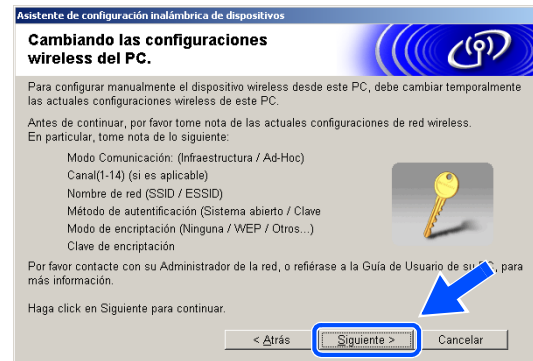 Asistente de configuración inalámbrica de dispositivos
Cambiando las configuraciones
wireless del PC.
Para configurar manualmente el dispositivo wireless desde este PC, debe cambiar temporalmente
las actuales configuraciones wireless de este PC.
Antes de continuar, por favor tome nota de las actuales configuraciones de red wireless.
En particular, tome nota de lo siguiente:
Modo Comunicación: (Infraestructura / Ad-Hoc)
Canal(1-14) (si es aplicable)
Nombre de red (SSID / ESSID)
Método de autentificación (Sistema abierto / Clave
Modo de encriptación (Ninguna / WEP / Otros...)
Clave de encriptación
Por favor contacte con su Administrador de la red, o refiérase a la Guía de Usuario de su PC, para
más información.
Haga click en Siguiente para continuar.
< Atrás Siguiente > Cancelar